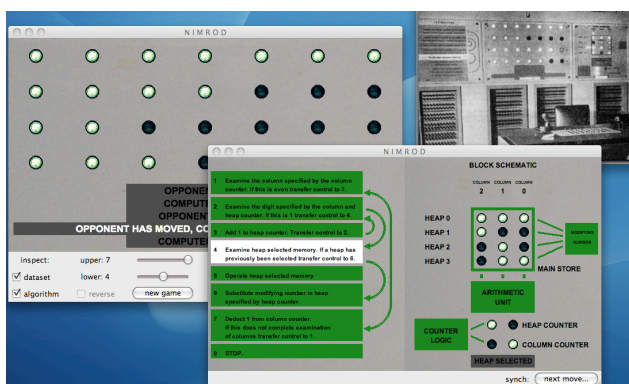 NIMROD
OPPONEN
COMPUTE
OPPONEN
OPPONENT HAS MOVED, CO
COMPUTE
inspect:
upper: 7
dataset
lower: 4
algorithm
reverse
new game
NIMROD
1 Examine the column specified by the column
counter. If this is even transfer control to 7.
2 Examine the digit specified by the column and
heap counter. If this is 1 transfer control to 4.
3 Add 1 to heap counter. Transfer control to 2.
4 Examine heap selected memory. If a heap has
previously been selected transfer control to 6.
5 Operate heap selected memory
6 Substitute modifying number in heap
specified by heap counter.
7 Deduct 1 from column counter.
If this does not complete examination
of columns transfer control to 1.
8 STOP.
BLOCK SCHEMATIC
COLUMN COLUMN COLUMN
2 1 0
HEAP 0
HEAP 1
HEAP 2
HEAP 3
MODIFYING
NUMBER
MAIN STORE
ARITHMETIC
UNIT
COUNTER
LOGIC
HEAP COUNTER
COLUMN COUNTER
HEAP SELECTED
synch: next move...